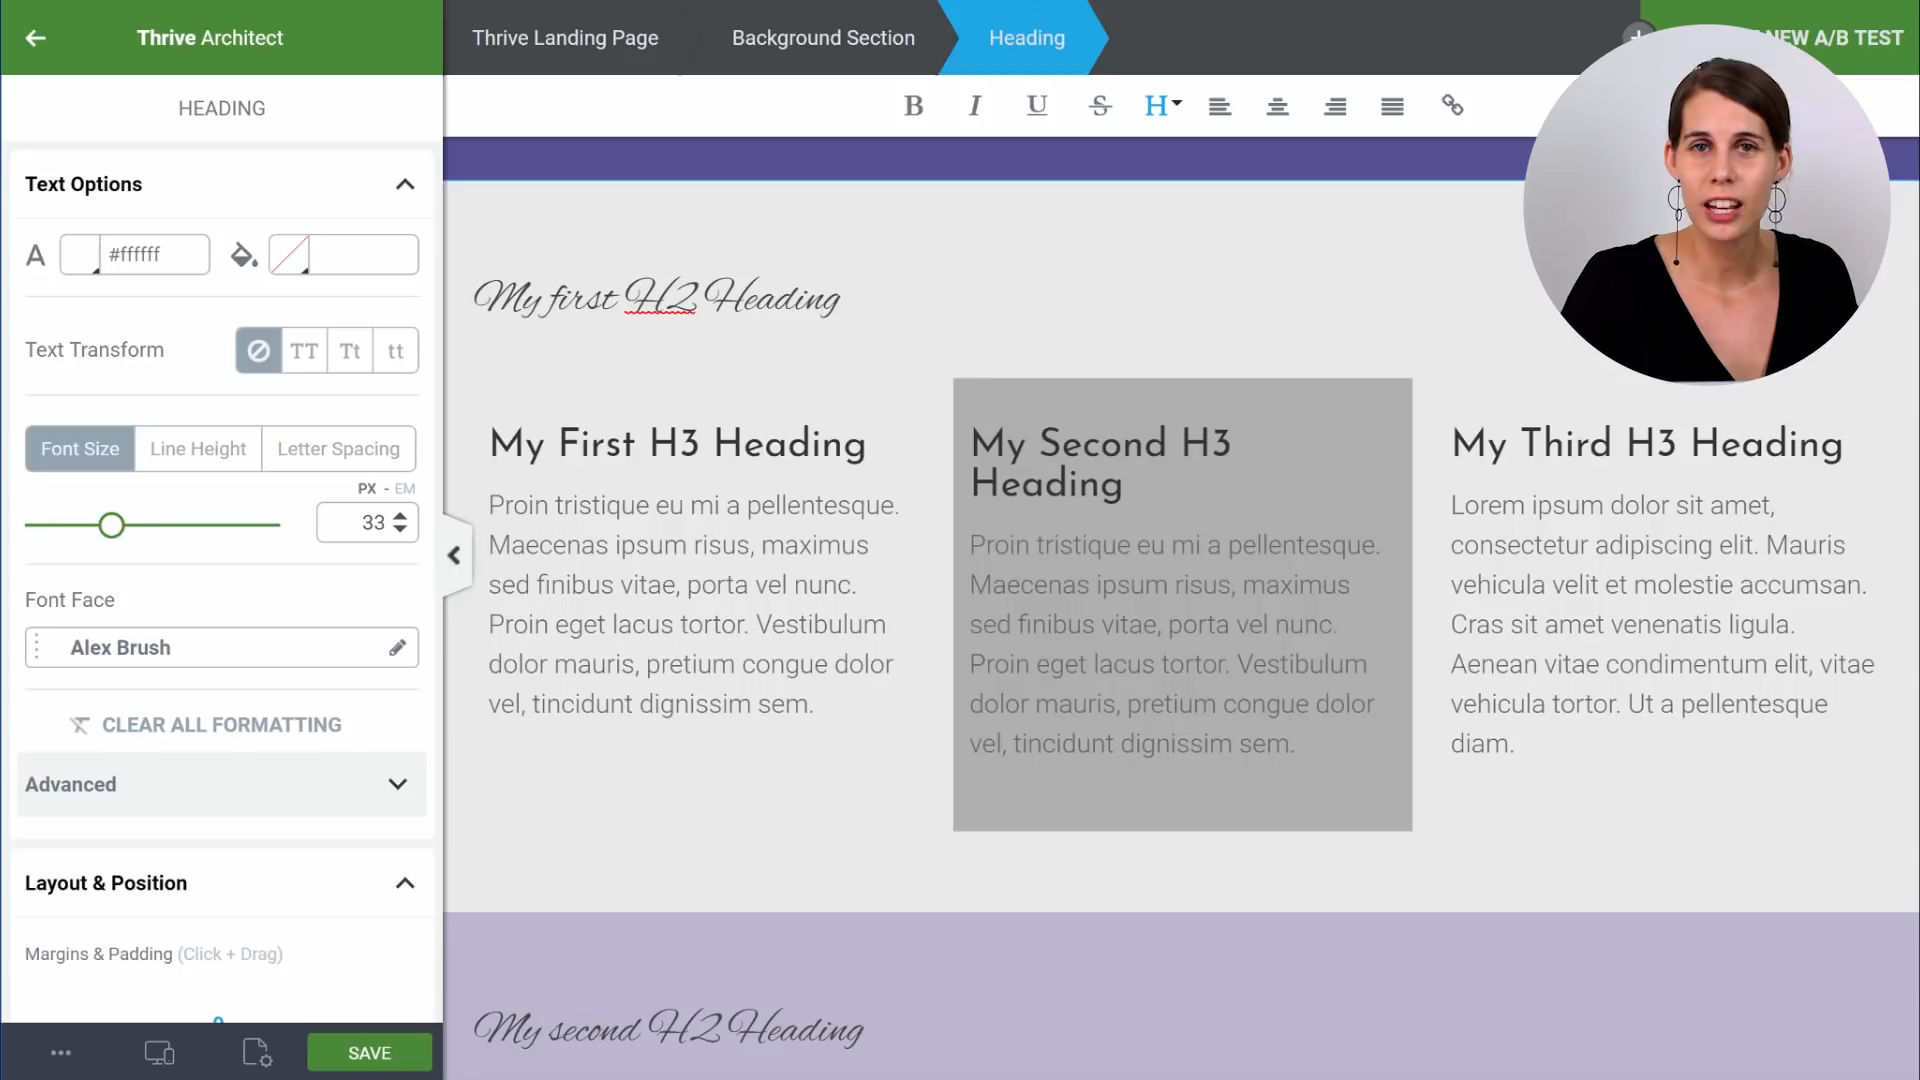 Thrive Architect
Thrive Landing Page
Background Section
Heading
NEW A/B TEST
HEADING
B I U S H
Text Options
A #ffffff
Text Transform
TT Tt tt
Font Size Line Height Letter Spacing
PX - EM
33
Font Face
Alex Brush
CLEAR ALL FORMATTING
Advanced
Layout & Position
Margins & Padding (Click + Drag)
SAVE
My first H2 Heading
My First H3 Heading
Proin tristique eu mi a pellentesque.
Maecenas ipsum risus, maximus
sed finibus vitae, porta vel nunc.
Proin eget lacus tortor. Vestibulum
dolor mauris, pretium congue dolor
vel, tincidunt dignissim sem.
My Second H3
Heading
Proin tristique eu mi a pellentesque.
Maecenas ipsum risus, maximus
sed finibus vitae, porta vel nunc.
Proin eget lacus tortor. Vestibulum
dolor mauris, pretium congue dolor
vel, tincidunt dignissim sem.
My Third H3 Heading
Lorem ipsum dolor sit amet,
consectetur adipiscing elit. Mauris
vehicula velit et molestie accumsan.
Cras sit amet venenatis ligula.
Aenean vitae condimentum elit, vitae
vehicula tortor. Ut a pellentesque
diam.
My second H2 Heading